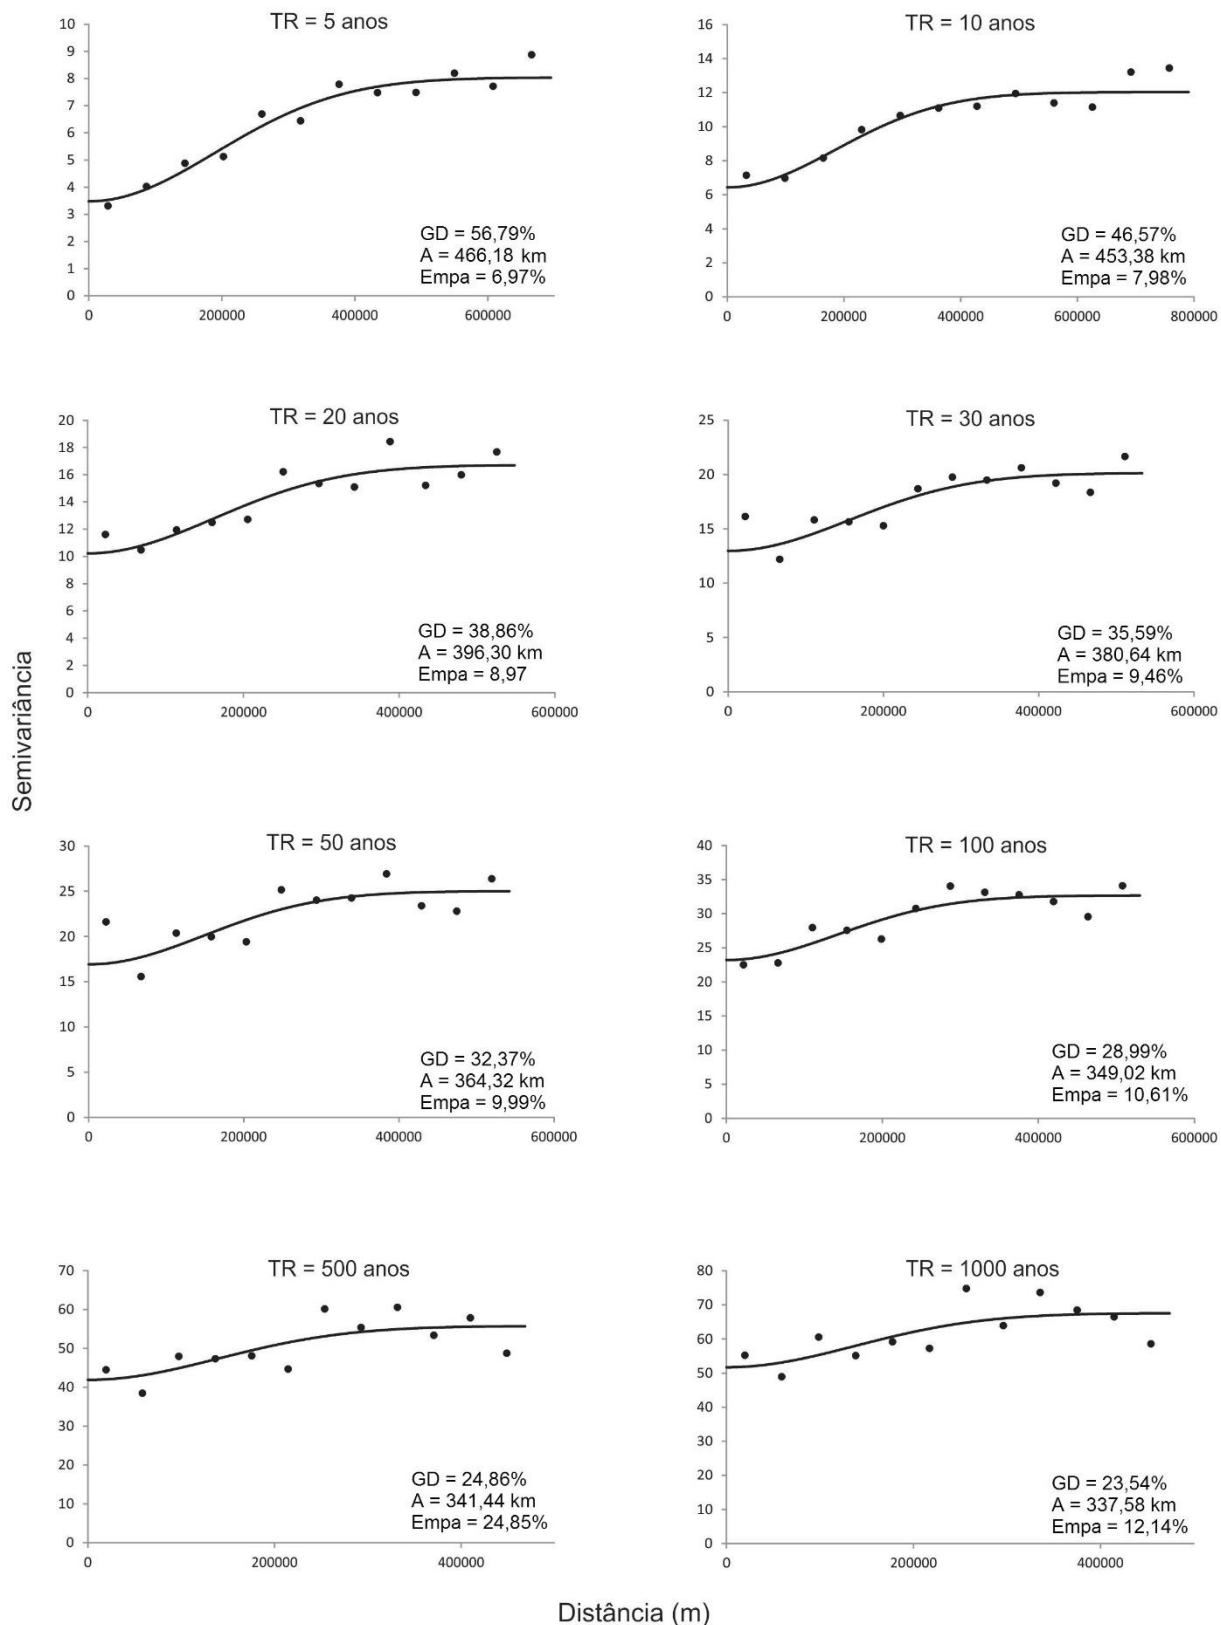 TR = 5 anos
10
9
8
7
6
5
4
3
2
1
0
0 200000 400000 600000
GD = 56,79%
A = 466,18 km
Empa = 6,97%
TR = 10 anos
16
14
12
10
8
6
4
2
0
0 200000 400000 600000 800000
GD = 46,57%
A = 453,38 km
Empa = 7,98%
TR = 20 anos
20
18
16
14
12
10
8
6
4
2
0
0 200000 400000 600000
GD = 38,86%
A = 396,30 km
Empa = 8,97
TR = 30 anos
25
20
15
10
5
0
0 200000 400000 600000
GD = 35,59%
A = 380,64 km
Empa = 9,46%
Semivariância
TR = 50 anos
30
25
20
15
10
5
0
0 200000 400000 600000
GD = 32,37%
A = 364,32 km
Empa = 9,99%
TR = 100 anos
40
35
30
25
20
15
10
5
0
0 200000 400000 600000
GD = 28,99%
A = 349,02 km
Empa = 10,61%
TR = 500 anos
70
60
50
40
30
20
10
0
0 200000 400000
GD = 24,86%
A = 341,44 km
Empa = 24,85%
TR = 1000 anos
80
70
60
50
40
30
20
10
0
0 200000 400000
GD = 23,54%
A = 337,58 km
Empa = 12,14%
Distância (m)